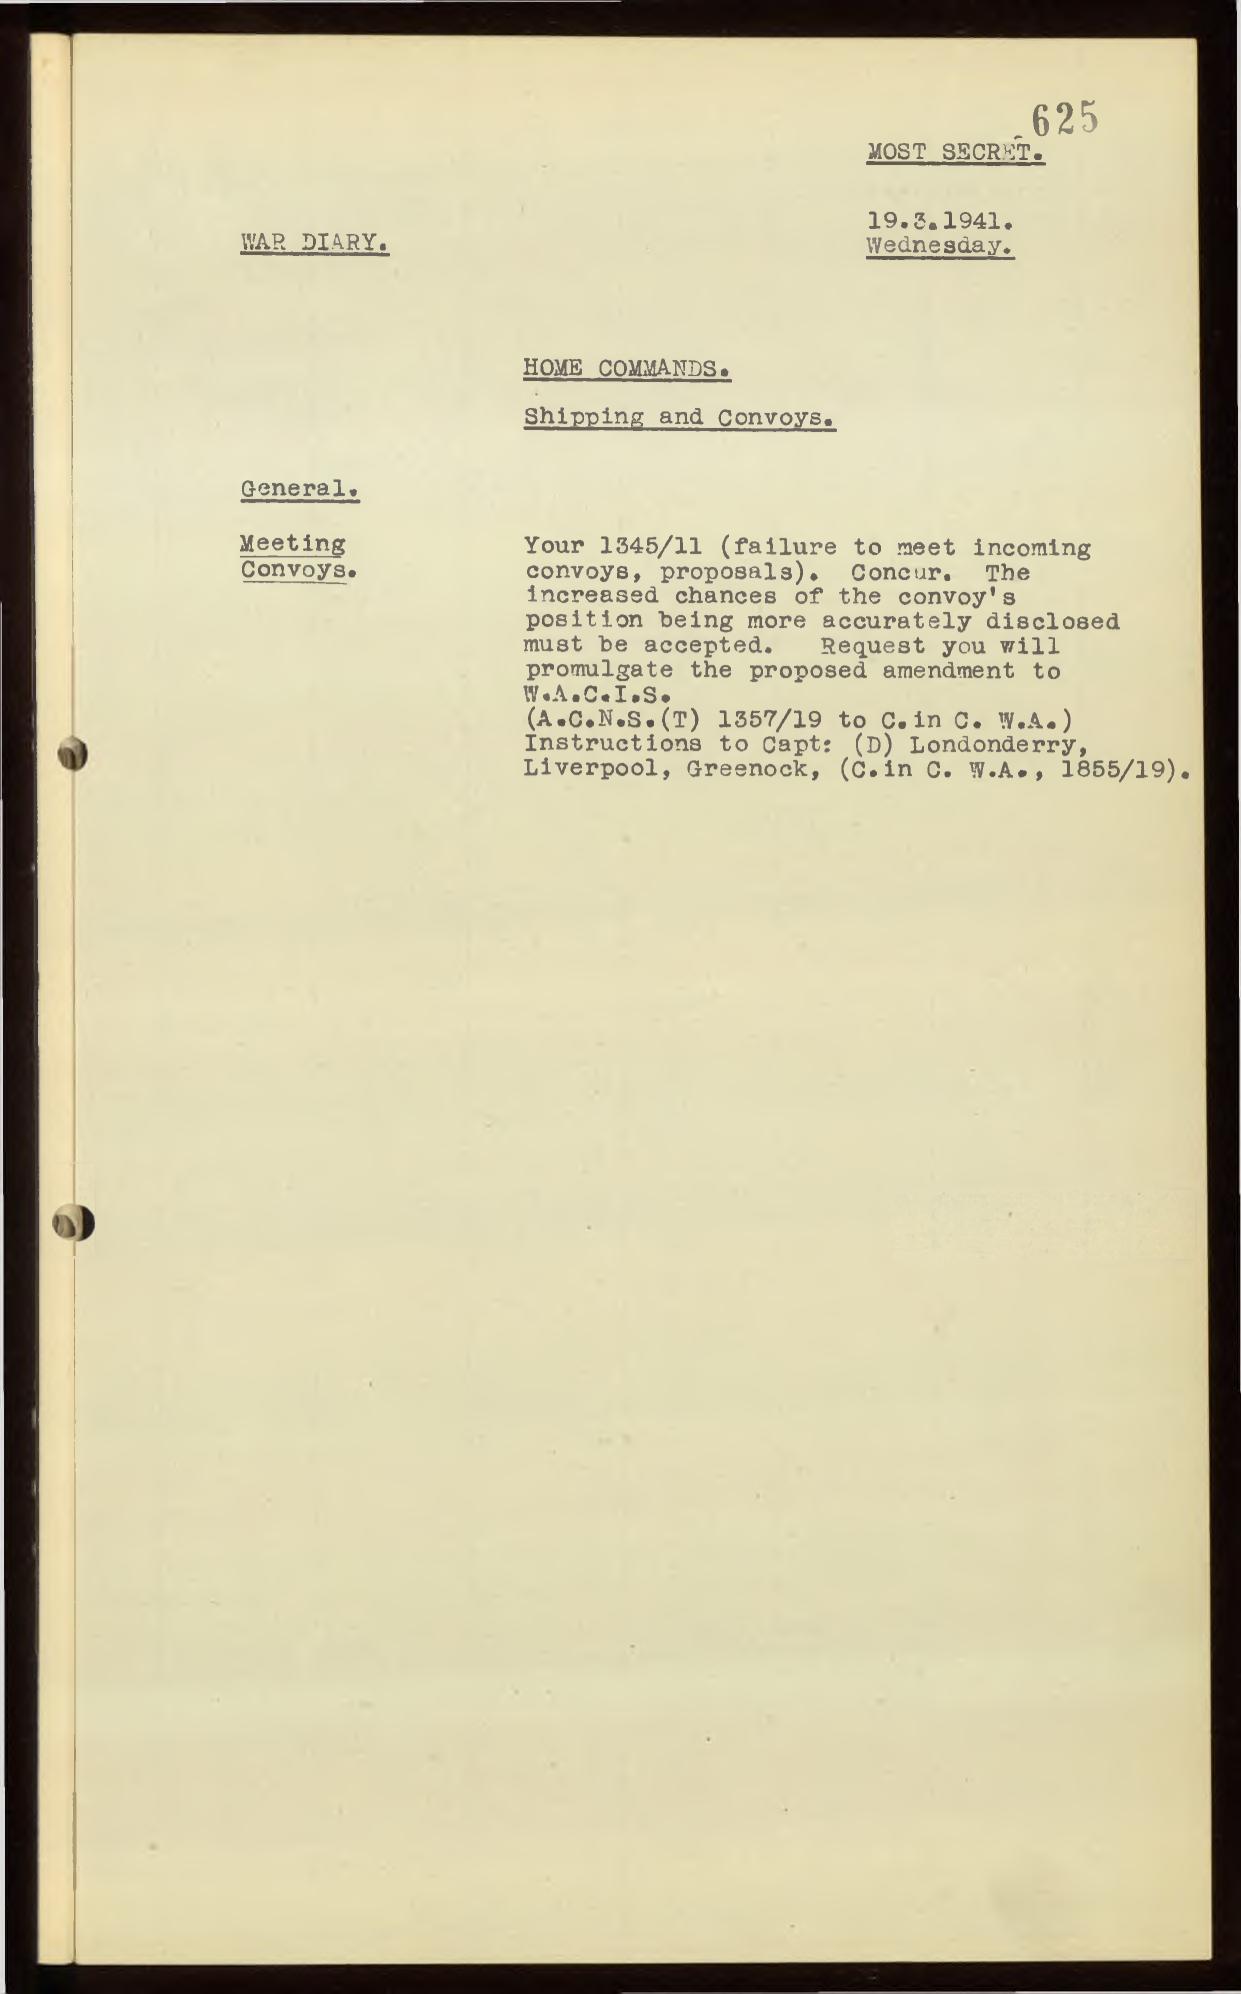 625
MOST SECRET.
19.3.1941.
WAR DIARY.
Wednesday.
HOME COMMANDS.
Shipping and Convoys.
General.
Meeting
Convoys.
Your 1345/11 (failure to meet incoming
convoys, proposals). Concur. The
increased chances of the convoy's
position being more accurately disclosed
must be accepted. Request you will
promulgate the proposed amendment to
W.A.C.I.S.
(A.C.N.S.(T) 1357/19 to C.in C. W.A.)
Instructions to Capt: (D) Londonderry,
Liverpool, Greenock, (C.in C. W.A., 1855/19).